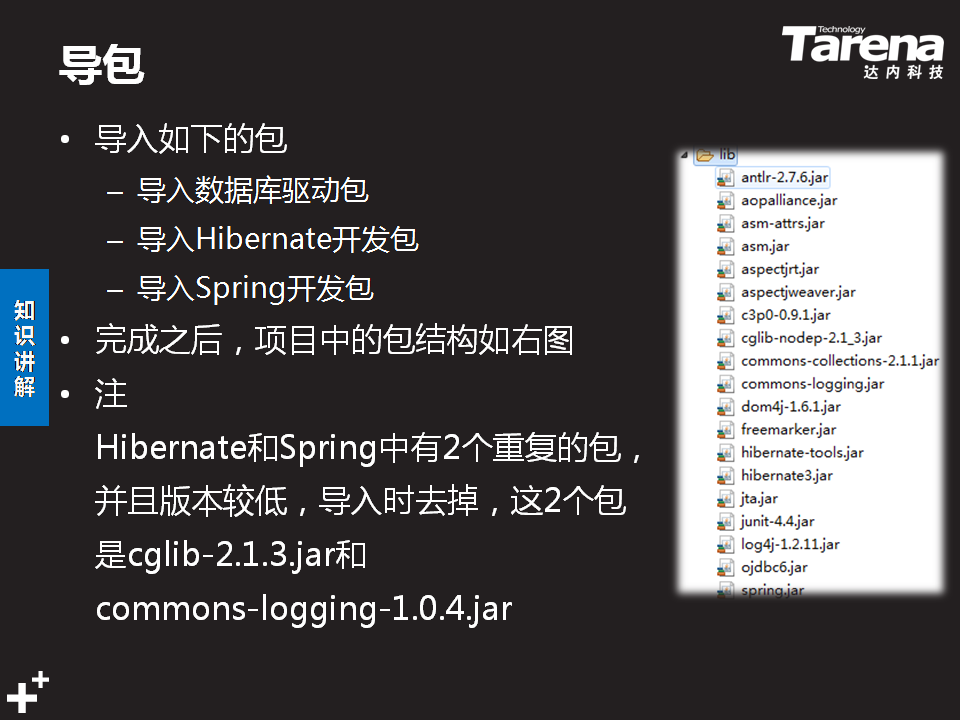 导包
Technology
Tarena
达内科技
• 导入如下的包
– 导入数据库驱动包
– 导入Hibernate开发包
– 导入Spring开发包
• 完成之后，项目中的包结构如右图
• 注
Hibernate和Spring中有2个重复的包，
并且版本较低，导入时去掉，这2个包
是cglib-2.1.3.jar和
commons-logging-1.0.4.jar
知识讲解
lib
antlr-2.7.6.jar
aopalliance.jar
asm-attrs.jar
asm.jar
aspectjrt.jar
aspectjweaver.jar
c3p0-0.9.1.jar
cglib-nodep-2.1_3.jar
commons-collections-2.1.1.jar
commons-logging.jar
dom4j-1.6.1.jar
freemarker.jar
hibernate-tools.jar
hibernate3.jar
jta.jar
junit-4.4.jar
log4j-1.2.11.jar
ojdbc6.jar
spring.jar